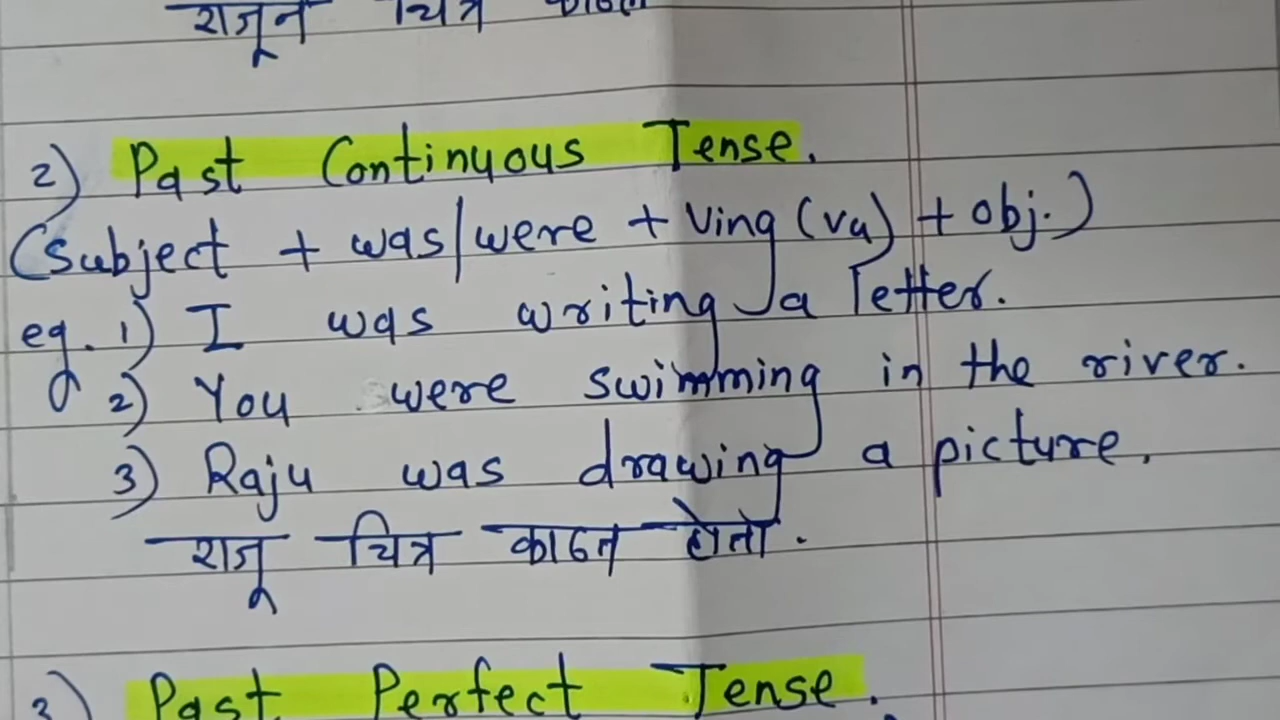 राजून चित्र
2) Past Continuous Tense.
(Subject + was/were + Ving (V4) + obj.)
eg. 1) I was writing a letter.
2) You were swimming in the river.
3) Raju was drawing a picture.
राजू चित्र काढत होता.
3) Past Perfect Tense.